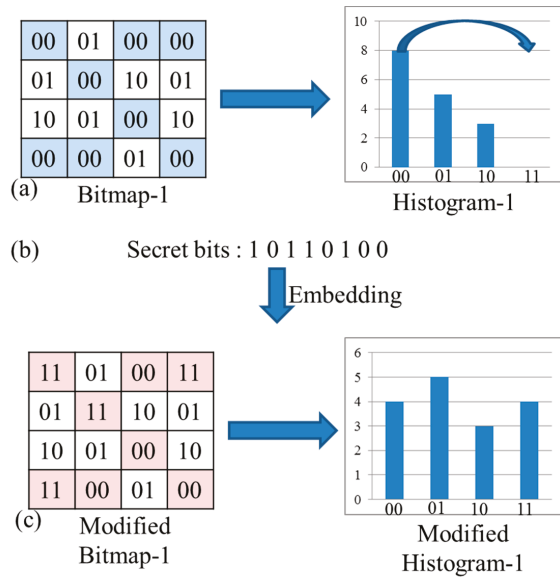 00 01 00 00
01 00 10 01
10 01 00 10
00 00 01 00
(a)
Bitmap-1
10
8
6
4
2
0
00 01 10 11
Histogram-1
(b) Secret bits : 1 0 1 1 0 1 0 0
Embedding
11 01 00 11
01 11 10 01
10 01 00 10
11 00 01 00
(c)
Modified
Bitmap-1
6
5
4
3
2
1
0
00 01 10 11
Modified
Histogram-1